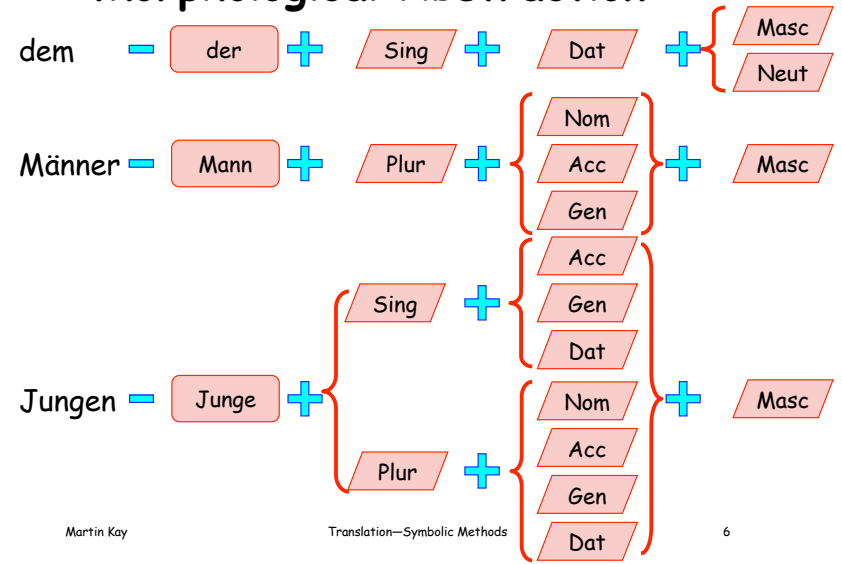 Morphological Abstraction
dem der Sing Dat Masc
Neut
Männer Mann Plur Nom Masc
Acc
Gen
Jungen Junge Sing Acc Masc
Gen
Dat
Plur Nom
Acc
Gen
Dat
Martin Kay Translation—Symbolic Methods 6